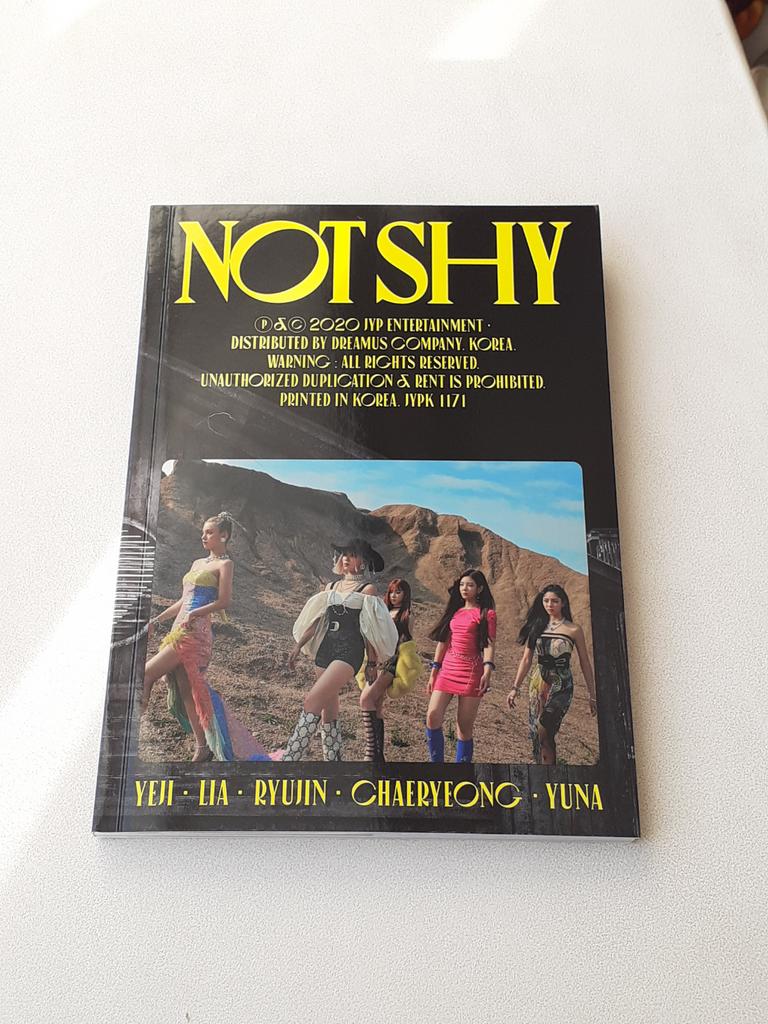 NOT SHY
Ⓟ & Ⓒ 2020 JYP ENTERTAINMENT ·
DISTRIBUTED BY DREAMUS COMPANY. KOREA.
WARNING : ALL RIGHTS RESERVED.
UNAUTHORIZED DUPLICATION & RENT IS PROHIBITED.
PRINTED IN KOREA. JYPK 1171
YEJI · LIA · RYUJIN · CHAERYEONG · YUNA